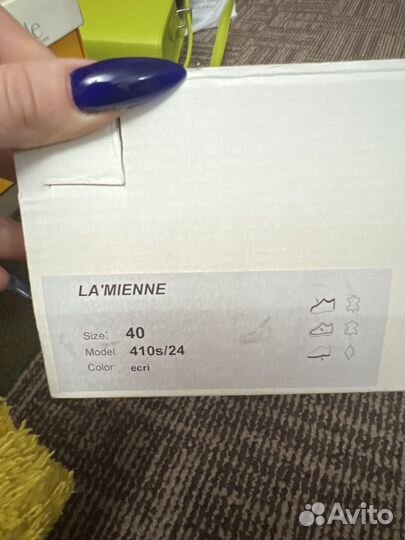 LA'MIENNE
Size: 40
Model: 410s/24
Color: ecri
Avito